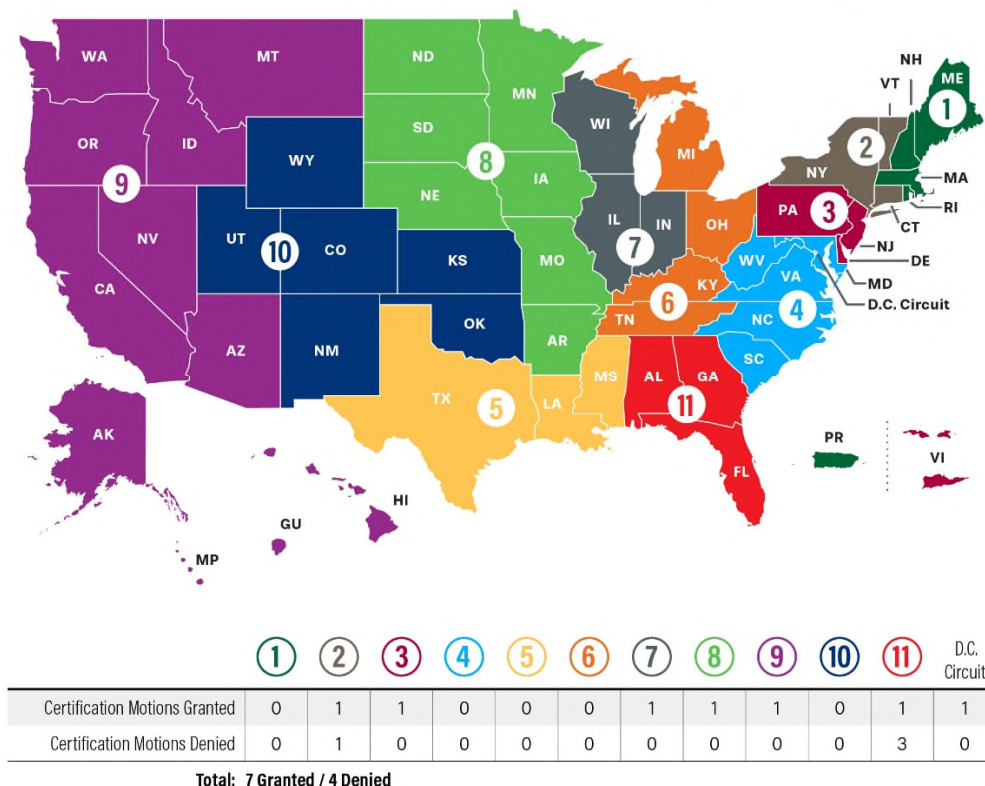 NH
WA
MT
ND
VT
ME
MN
1
OR
ID
SD
WI
2
WY
8
MI
NY
MA
9
NE
IA
PA
3
RI
NV
UT
10
CO
IL
IN
OH
CT
7
NJ
KS
MO
WV
VA
DE
CA
KY
MD
6
4
D.C. Circuit
TN
NC
AZ
NM
OK
AR
SC
MS
AL
GA
TX
5
LA
11
AK
PR
VI
FL
HI
GU
MP
1 2 3 4 5 6 7 8 9 10 11 D.C. Circuit
Certification Motions Granted 0 1 1 0 0 0 1 1 1 0 1 1
Certification Motions Denied 0 1 0 0 0 0 0 0 0 0 3 0
Total: 7 Granted / 4 Denied